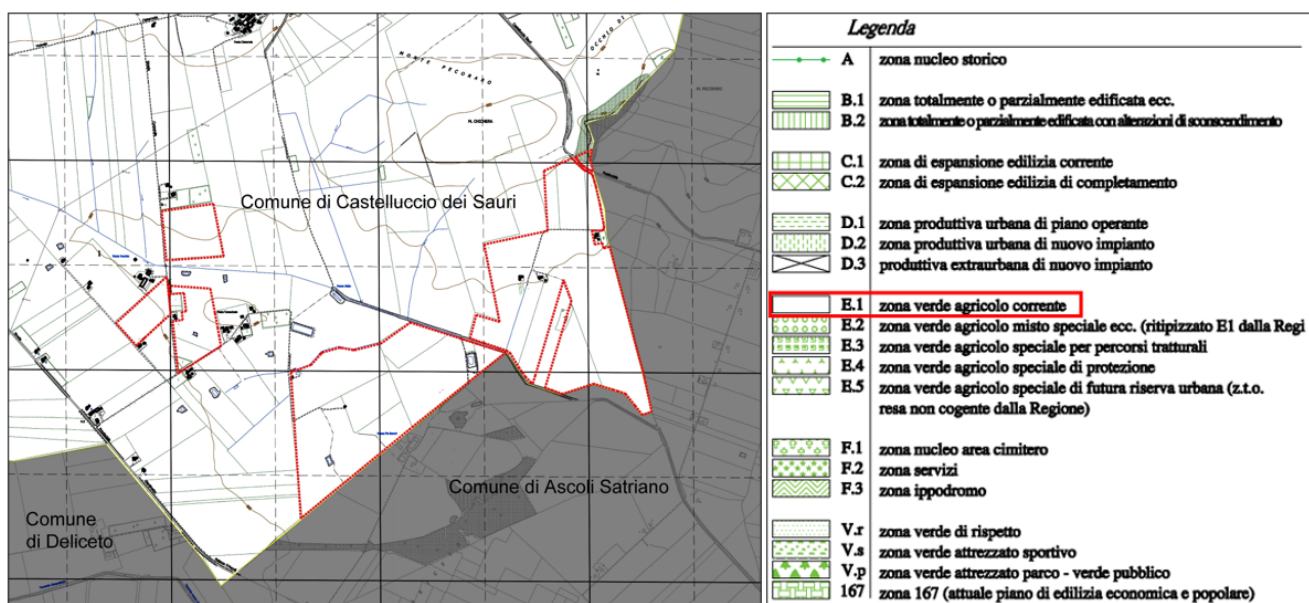 MONTE PECORARO
OCCHIO DI
M. CHICHERA
Comune di Castelluccio dei Sauri
Comune di Ascoli Satriano
Comune
di Deliceto
Legenda
A zona nucleo storico
B.1 zona totalmente o parzialmente edificata ecc.
B.2 zona totalmente o parzialmente edificata con alterazioni di sconscendimento
C.1 zona di espansione edilizia corrente
C.2 zona di espansione edilizia di completamento
D.1 zona produttiva urbana di piano operante
D.2 zona produttiva urbana di nuovo impianto
D.3 produttiva extraurbana di nuovo impianto
E.1 zona verde agricolo corrente
E.2 zona verde agricolo misto speciale ecc. (ritipizzato E1 dalla Regi
E.3 zona verde agricolo speciale per percorsi tratturali
E.4 zona verde agricolo speciale di protezione
E.5 zona verde agricolo speciale di futura riserva urbana (z.t.o.
resa non cogente dalla Regione)
F.1 zona nucleo area cimitero
F.2 zona servizi
F.3 zona ippodromo
V.r zona verde di rispetto
V.s zona verde attrezzato sportivo
V.p zona verde attrezzato parco - verde pubblico
167 zona 167 (attuale piano di edilizia economica e popolare)